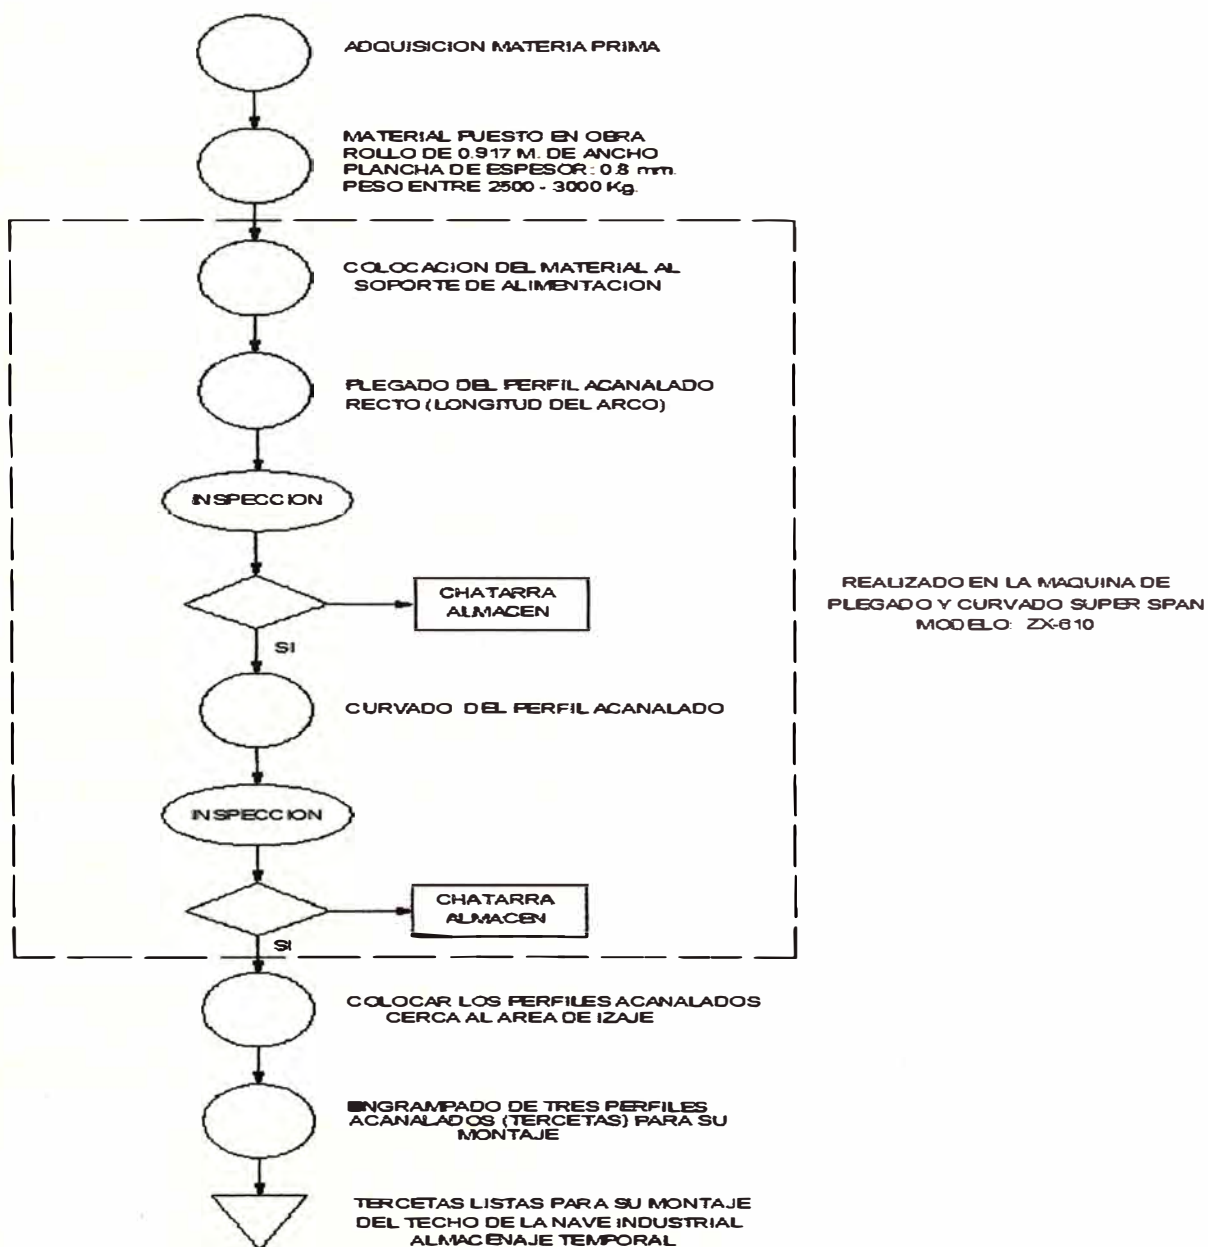 ADQUISICION MATERIA PRIMA
MATERIAL PUESTO EN OBRA
ROLLO DE 0.917 M. DE ANCHO
PLANCHA DE ESPESOR: 0.8 mm.
PESO ENTRE 2500 - 3000 Kg.
COLOCACION DEL MATERIAL AL
SOPORTE DE ALIMENTACION
PLEGADO DEL PERFIL ACANALADO
RECTO (LONGITUD DEL ARCO)
INSPECCION
CHATARRA
ALMACEN
SI
REALIZADO EN LA MAQUINA DE
PLEGADO Y CURVADO SUPER SPAN
MODELO: ZX-610
CURVADO DEL PERFIL ACANALADO
INSPECCION
CHATARRA
ALMACEN
SI
COLOCAR LOS PERFILES ACANALADOS
CERCA AL AREA DE IZAJE
ENGRAMPADO DE TRES PERFILES
ACANALADOS (TERCETAS) PARA SU
MONTAJE
TERCETAS LISTAS PARA SU MONTAJE
DEL TECHO DE LA NAVE INDUSTRIAL
ALMACENAJE TEMPORAL